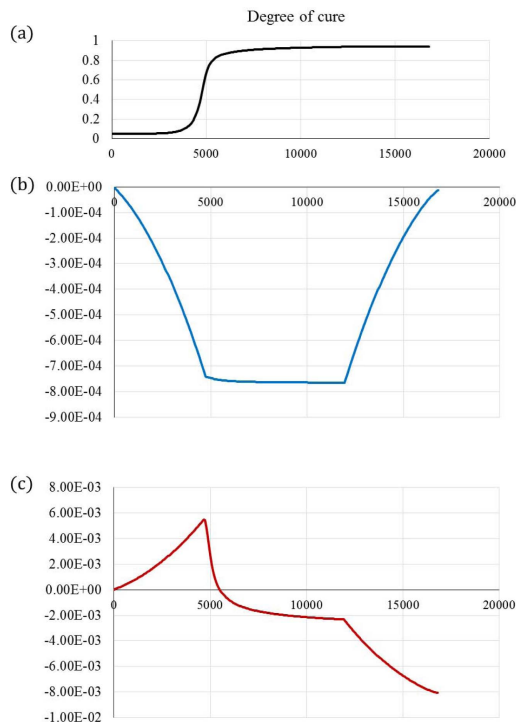 Degree of cure
(a)
1
0.8
0.6
0.4
0.2
0
0 5000 10000 15000 20000
(b)
0.00E+00
0 5000 10000 15000 20000
-1.00E-04
-2.00E-04
-3.00E-04
-4.00E-04
-5.00E-04
-6.00E-04
-7.00E-04
-8.00E-04
-9.00E-04
(c)
8.00E-03
6.00E-03
4.00E-03
2.00E-03
0.00E+00
0 5000 10000 15000 20000
-2.00E-03
-4.00E-03
-6.00E-03
-8.00E-03
-1.00E-02